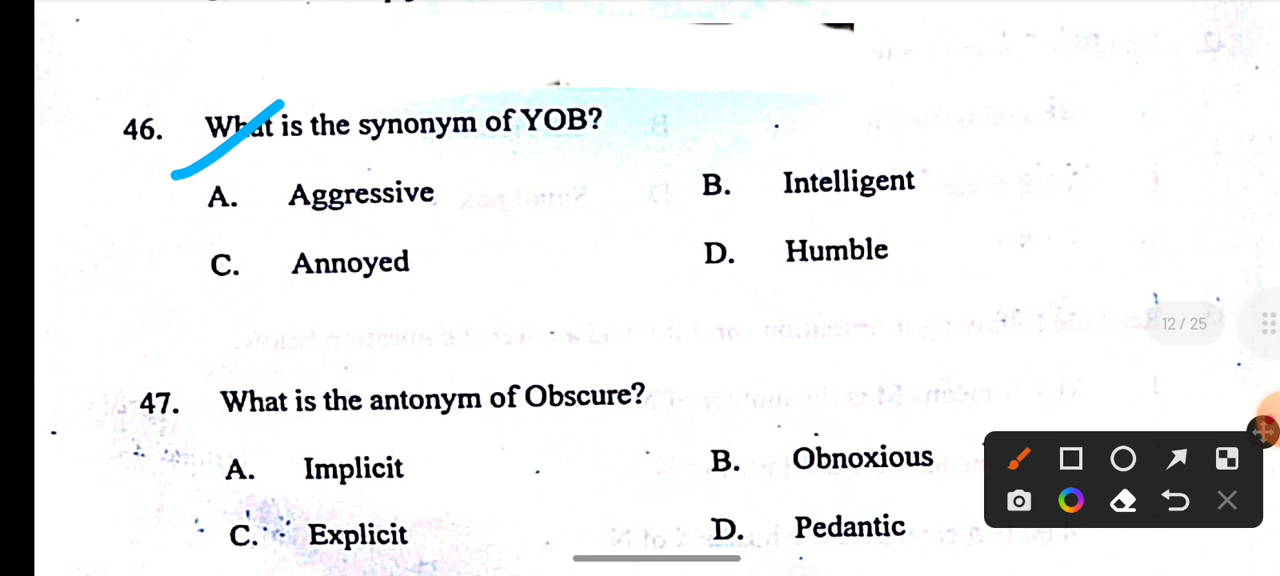 46. What is the synonym of YOB?
A. Aggressive B. Intelligent
C. Annoyed D. Humble
12 / 25
47. What is the antonym of Obscure?
A. Implicit B. Obnoxious
C. Explicit D. Pedantic